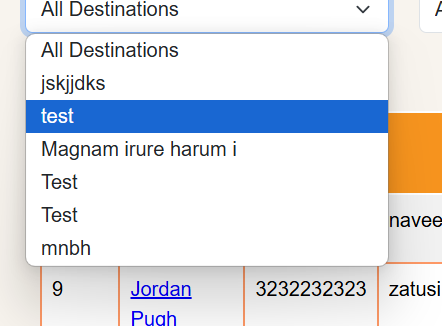 All Destinations
All Destinations
jskjjdks
test
Magnam irure harum i
Test
Test
mnbh
navee
9 Jordan 3232232323 zatusi
Pugh